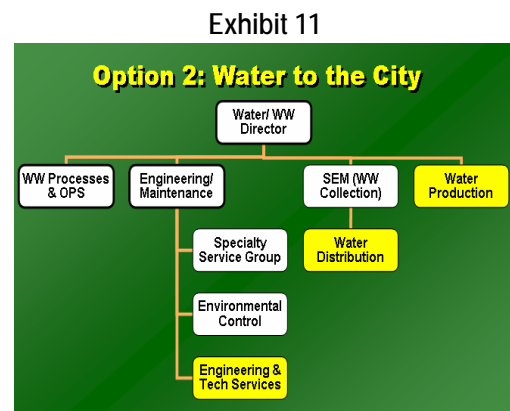 Exhibit 11
Option 2: Water to the City
Water/ WW
Director
WW Processes
& OPS
Engineering/
Maintenance
SEM (WW
Collection)
Water
Production
Specialty
Service Group
Water
Distribution
Environmental
Control
Engineering &
Tech Services